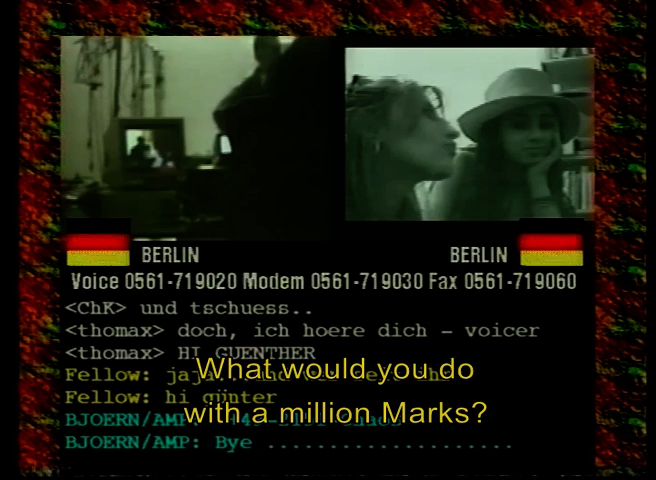 BERLIN
BERLIN
Voice 0561-719020 Modem 0561-719030 Fax 0561-719060
<ChK> und tschuess..
<thomax> doch, ich hoere dich - voicer
<thomax> HI GUENTHER
Fellow:
What would you do
Fellow: hi günter
with a million Marks?
BJOERN/AMP
BJOERN/AMP: Bye ....................